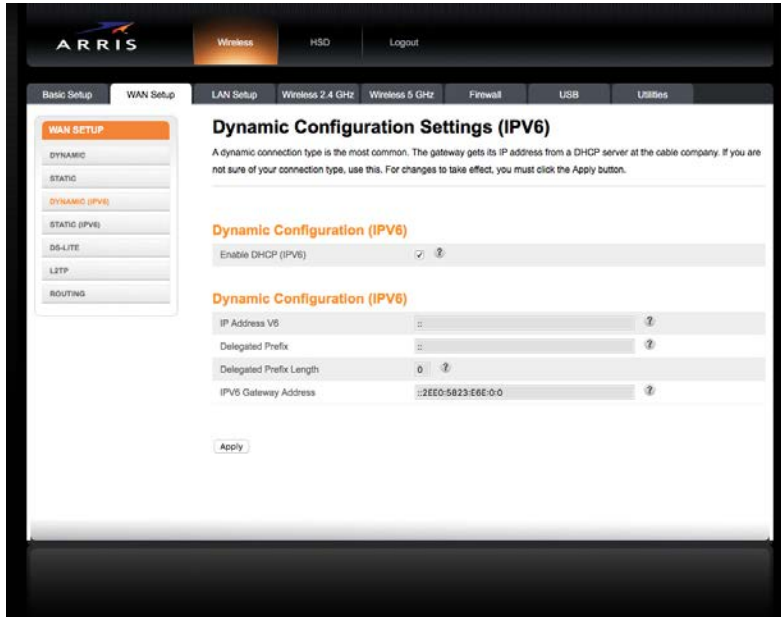 ARRIS
Wireless HSD Logout
Basic Setup WAN Setup LAN Setup Wireless 2.4 GHz Wireless 5 GHz Firewall USB Utilities
WAN SETUP
DYNAMIC
STATIC
DYNAMIC (IPV6)
STATIC (IPV6)
DS-LITE
L2TP
ROUTING
Dynamic Configuration Settings (IPV6)
A dynamic connection type is the most common. The gateway gets its IP address from a DHCP server at the cable company. If you are
not sure of your connection type, use this. For changes to take effect, you must click the Apply button.
Dynamic Configuration (IPV6)
Enable DHCP (IPV6) ?
Dynamic Configuration (IPV6)
IP Address V6 :: ?
Delegated Prefix :: ?
Delegated Prefix Length 0 ?
IPV6 Gateway Address ::2EE0:5823:E6E:0:0 ?
Apply